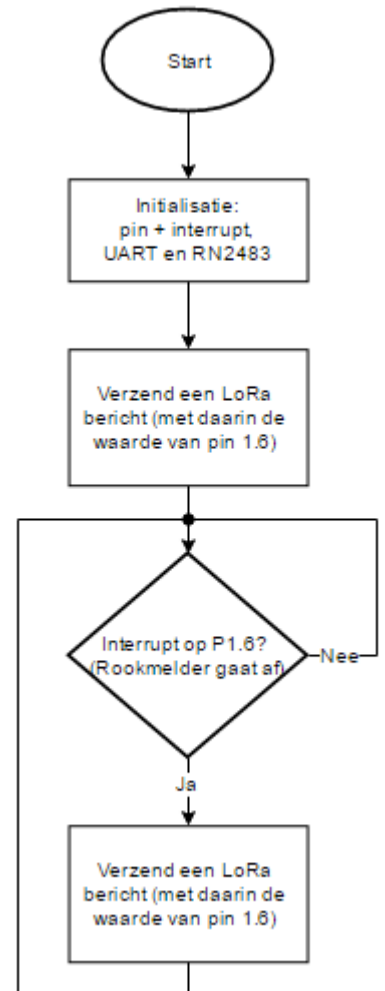 Start
Initialisatie:
pin + interrupt,
UART en RN2483
Verzend een LoRa
bericht (met daarin de
waarde van pin 1.6)
Interrupt op P1.6?
(Rookmelder gaat af)
Nee
Ja
Verzend een LoRa
bericht (met daarin de
waarde van pin 1.6)